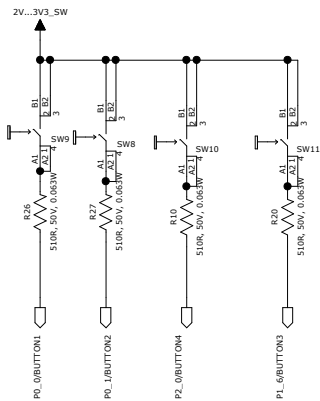 2V...3V3_SW
B1
B2
2
3
SW9
A1
A2
1
4
R26
510R, 50V, 0.063W
P0_0/BUTTON1
B1
B2
2
3
SW8
A1
A2
1
4
R27
510R, 50V, 0.063W
P0_1/BUTTON2
B1
B2
2
3
SW10
A1
A2
1
4
R10
510R, 50V, 0.063W
P2_0/BUTTON4
B1
B2
2
3
SW11
A1
A2
1
4
R20
510R, 50V, 0.063W
P1_6/BUTTON3